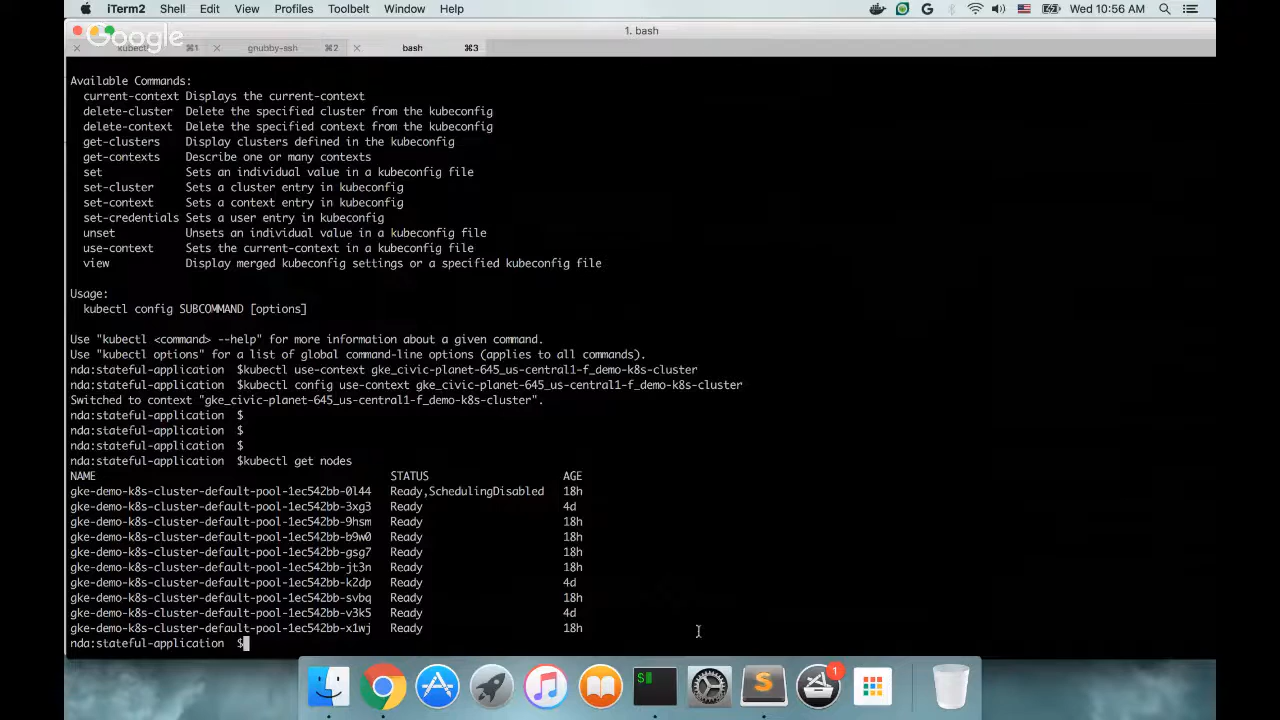 iTerm2 Shell Edit View Profiles Toolbelt Window Help Wed 10:56 AM
1. bash
Google
kubectl ⌘1 gnubby-ssh ⌘2 bash ⌘3
Available Commands:
current-context Displays the current-context
delete-cluster Delete the specified cluster from the kubeconfig
delete-context Delete the specified context from the kubeconfig
get-clusters Display clusters defined in the kubeconfig
get-contexts Describe one or many contexts
set Sets an individual value in a kubeconfig file
set-cluster Sets a cluster entry in kubeconfig
set-context Sets a context entry in kubeconfig
set-credentials Sets a user entry in kubeconfig
unset Unsets an individual value in a kubeconfig file
use-context Sets the current-context in a kubeconfig file
view Display merged kubeconfig settings or a specified kubeconfig file
Usage:
kubectl config SUBCOMMAND [options]
Use "kubectl <command> --help" for more information about a given command.
Use "kubectl options" for a list of global command-line options (applies to all commands).
nda:stateful-application $kubectl use-context gke_civic-planet-645_us-central1-f_demo-k8s-cluster
nda:stateful-application $kubectl config use-context gke_civic-planet-645_us-central1-f_demo-k8s-cluster
Switched to context "gke_civic-planet-645_us-central1-f_demo-k8s-cluster".
nda:stateful-application $
nda:stateful-application $
nda:stateful-application $
nda:stateful-application $kubectl get nodes
NAME STATUS AGE
gke-demo-k8s-cluster-default-pool-1ec542bb-0l44 Ready,SchedulingDisabled 18h
gke-demo-k8s-cluster-default-pool-1ec542bb-3xg3 Ready 4d
gke-demo-k8s-cluster-default-pool-1ec542bb-9hsm Ready 18h
gke-demo-k8s-cluster-default-pool-1ec542bb-b9w0 Ready 18h
gke-demo-k8s-cluster-default-pool-1ec542bb-gsg7 Ready 18h
gke-demo-k8s-cluster-default-pool-1ec542bb-jt3n Ready 18h
gke-demo-k8s-cluster-default-pool-1ec542bb-k2dp Ready 4d
gke-demo-k8s-cluster-default-pool-1ec542bb-svbq Ready 18h
gke-demo-k8s-cluster-default-pool-1ec542bb-v3k5 Ready 4d
gke-demo-k8s-cluster-default-pool-1ec542bb-x1wj Ready 18h
nda:stateful-application $
$
S
1